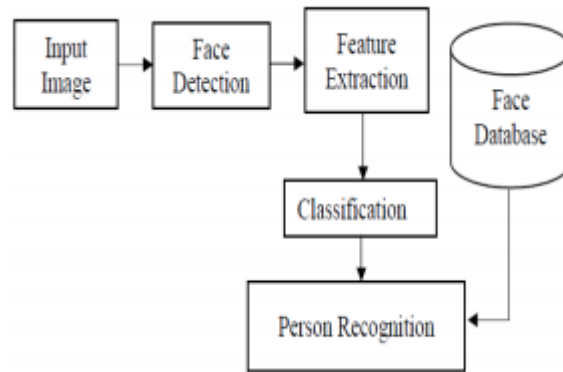 Input
Image
Face
Detection
Feature
Extraction
Face
Database
Classification
Person Recognition